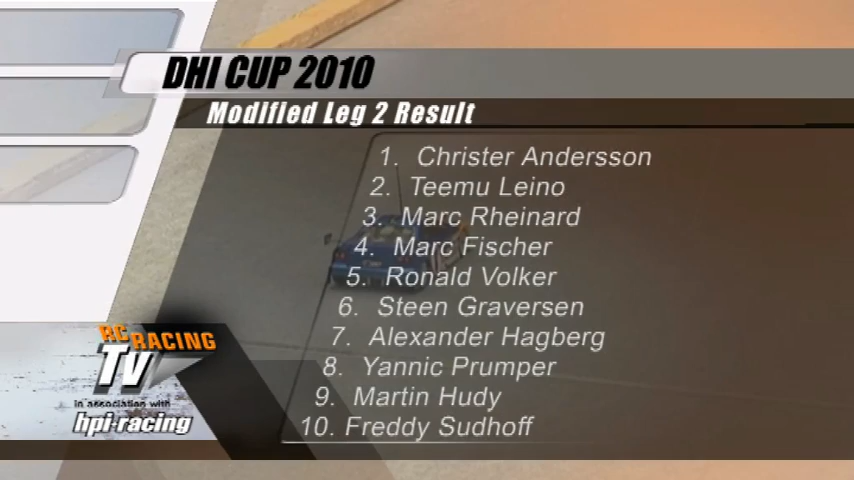 DHI CUP 2010
Modified Leg 2 Result
1. Christer Andersson
2. Teemu Leino
3. Marc Rheinard
4. Marc Fischer
5. Ronald Volker
6. Steen Graversen
7. Alexander Hagberg
8. Yannic Prumper
9. Martin Hudy
10. Freddy Sudhoff
RC RACING
TV
in association with
hpi-racing